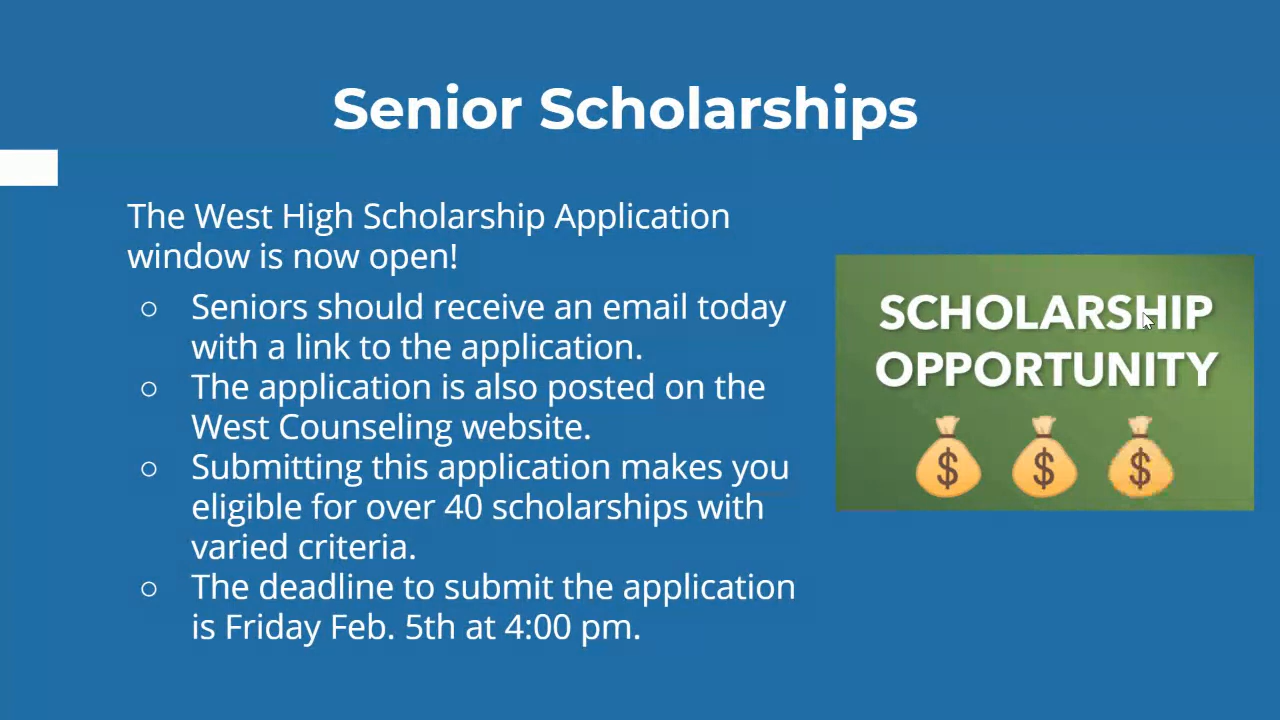 Senior Scholarships
The West High Scholarship Application
window is now open!
○ Seniors should receive an email today
with a link to the application.
○ The application is also posted on the
West Counseling website.
○ Submitting this application makes you
eligible for over 40 scholarships with
varied criteria.
○ The deadline to submit the application
is Friday Feb. 5th at 4:00 pm.
SCHOLARSHIP
OPPORTUNITY
$ $ $